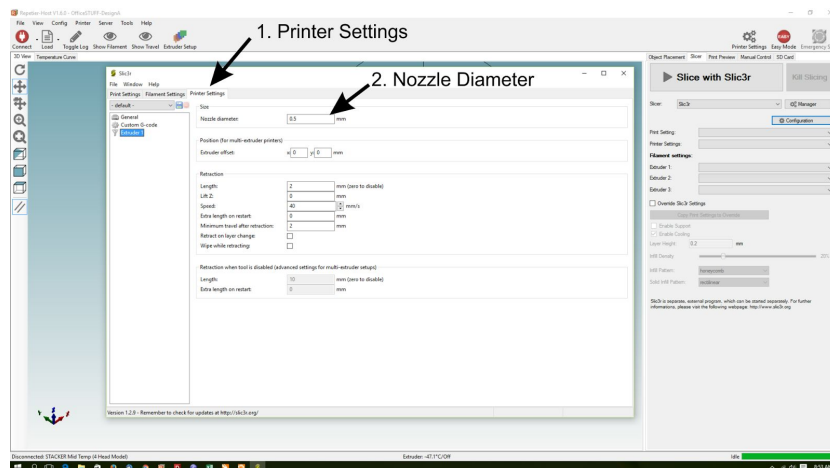 Repetier-Host V1.6.0 - OfficeSTUFF-DesignA
File View Config Printer Server Tools Help
Connect Load Toggle Log Show Filament Show Travel Extruder Setup
Printer Settings Easy Mode Emergency S
1. Printer Settings
2. Nozzle Diameter
3D View Temperature Curve
Object Placement Slicer Print Preview Manual Control SD Card
Slic3r
File Window Help
Print Settings Filament Settings Printer Settings
- default -
General
Custom G-code
Extruder 1
Size
Nozzle diameter: 0.5 mm
Position (for multi-extruder printers)
Extruder offset: x: 0 y: 0 mm
Retraction
Length: 2 mm (zero to disable)
Lift Z: 0 mm
Speed: 40 mm/s
Extra length on restart: 0 mm
Minimum travel after retraction: 2 mm
Retract on layer change:
Wipe while retracting:
Retraction when tool is disabled (advanced settings for multi-extruder setups)
Length: 10 mm (zero to disable)
Extra length on restart: 0 mm
Version 1.2.9 - Remember to check for updates at http://slic3r.org/
Slice with Slic3r
Kill Slicing
Slicer: Slic3r Manager
Configuration
Print Setting:
Printer Settings:
Filament settings:
Extruder 1:
Extruder 2:
Extruder 3:
Override Slic3r Settings
Copy Print Settings to Override
Enable Support
Enable Cooling
Layer Height: 0.2 mm
Infill Density 20%
Infill Pattern: honeycomb
Solid Infill Pattern: rectilinear
Slic3r is separate, external program, which can be started separately. For further
informations, please visit the following webpage: http://www.slic3r.org
Disconnected: STACKER Mid Temp (4 Head Model) Extruder: -47.1°C/Off Idle